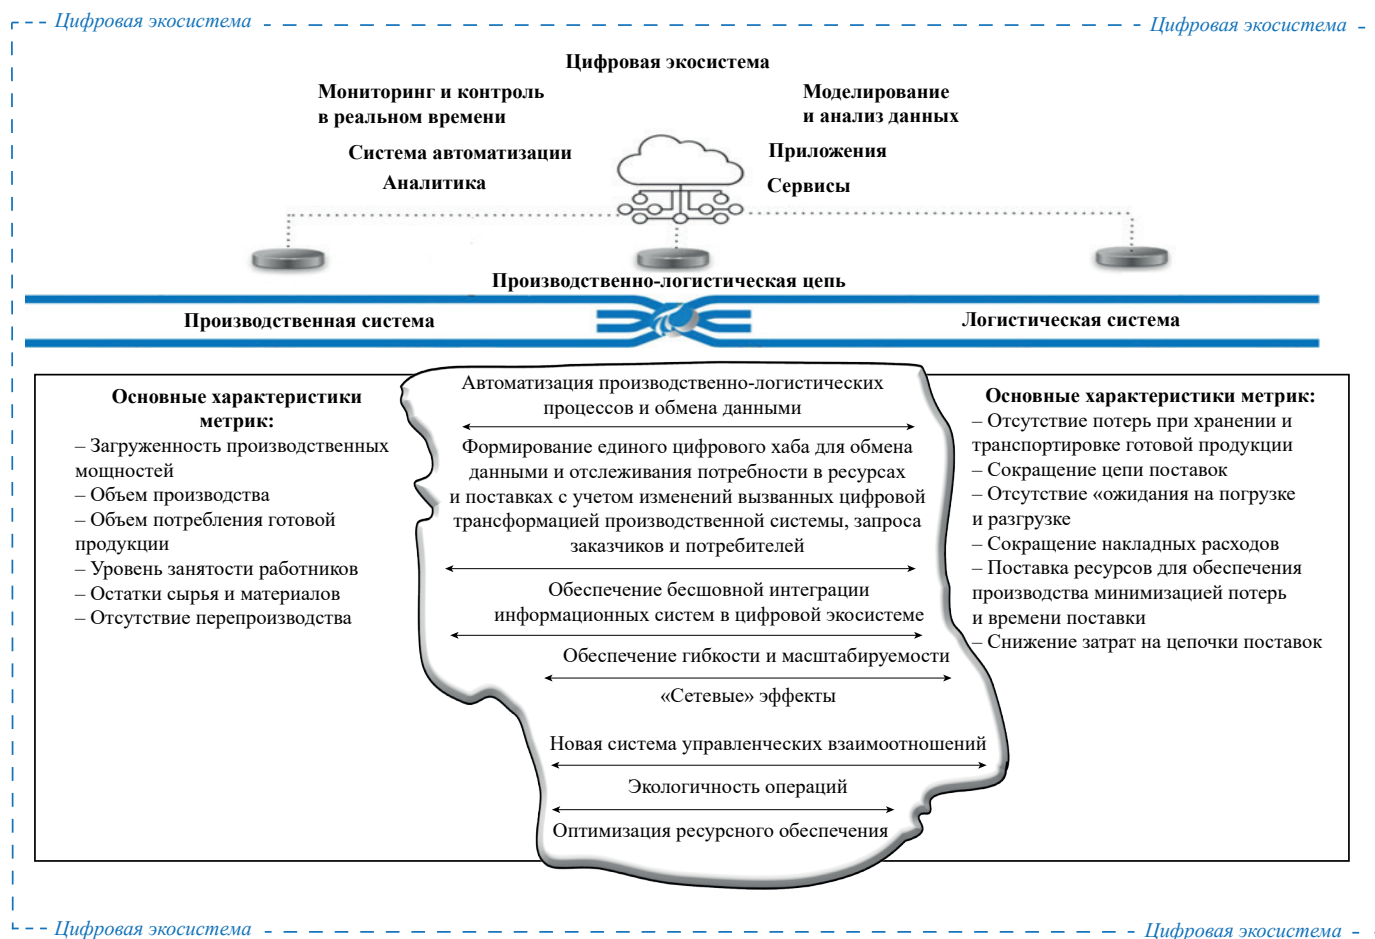 Цифровая экосистема
Цифровая экосистема
Цифровая экосистема
Мониторинг и контроль
в реальном времени
Моделирование
и анализ данных
Система автоматизации
Приложения
Аналитика
Сервисы
Производственно-логистическая цепь
Производственная система
Логистическая система
Основные характеристики
метрик:
– Загруженность производственных
мощностей
– Объем производства
– Объем потребления готовой
продукции
– Уровень занятости работников
– Остатки сырья и материалов
– Отсутствие перепроизводства
Автоматизация производственно-логистических
процессов и обмена данными
Формирование единого цифрового хаба для обмена
данными и отслеживания потребности в ресурсах
и поставках с учетом изменений вызванных цифровой
трансформацией производственной системы, запроса
заказчиков и потребителей
Обеспечение бесшовной интеграции
информационных систем в цифровой экосистеме
Обеспечение гибкости и масштабируемости
«Сетевые» эффекты
Новая система управленческих взаимоотношений
Экологичность операций
Оптимизация ресурсного обеспечения
Основные характеристики метрик:
– Отсутствие потерь при хранении и
транспортировке готовой продукции
– Сокращение цепи поставок
– Отсутствие «ожидания на погрузке
и разгрузке
– Сокращение накладных расходов
– Поставка ресурсов для обеспечения
производства минимизацией потерь
и времени поставки
– Снижение затрат на цепочки поставок
Цифровая экосистема
Цифровая экосистема